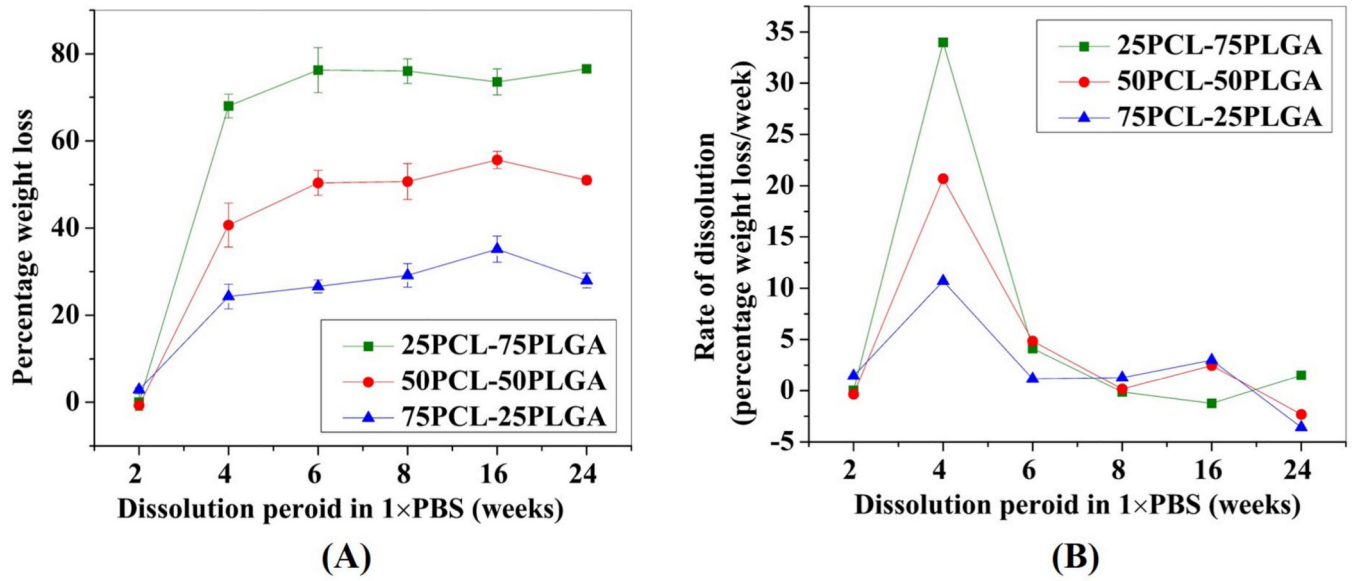 80
60
40
20
0
Percentage weight loss
25PCL-75PLGA
50PCL-50PLGA
75PCL-25PLGA
2 4 6 8 16 24
Dissolution peroid in 1×PBS (weeks)
(A)
35
30
25
20
15
10
5
0
-5
Rate of dissolution
(percentage weight loss/week)
25PCL-75PLGA
50PCL-50PLGA
75PCL-25PLGA
2 4 6 8 16 24
Dissolution peroid in 1×PBS (weeks)
(B)